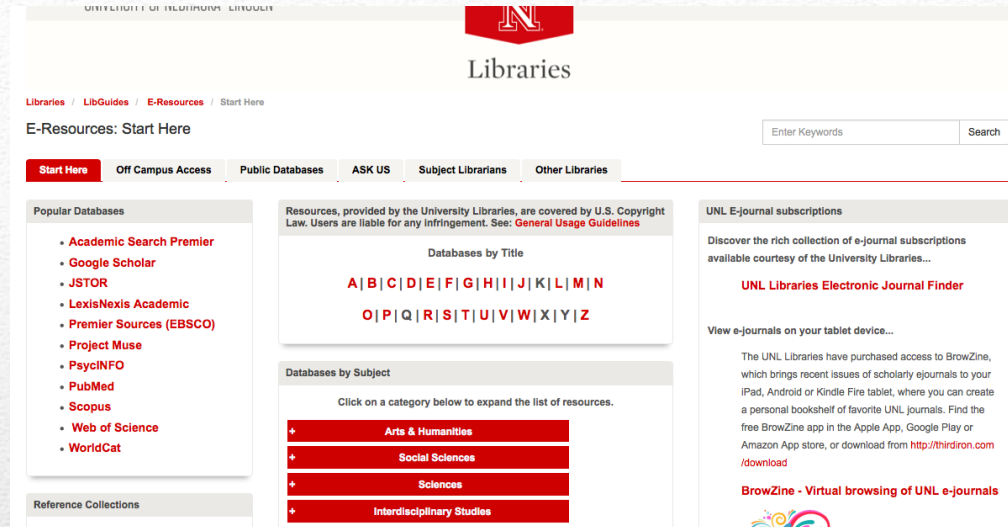 UNIVERSITY OF NEBRASKA–LINCOLN
N
Libraries
Libraries / LibGuides / E-Resources / Start Here
E-Resources: Start Here
Enter Keywords
Search
Start Here
Off Campus Access
Public Databases
ASK US
Subject Librarians
Other Libraries
Popular Databases
Academic Search Premier
Google Scholar
JSTOR
LexisNexis Academic
Premier Sources (EBSCO)
Project Muse
PsycINFO
PubMed
Scopus
Web of Science
WorldCat
Reference Collections
Resources, provided by the University Libraries, are covered by U.S. Copyright
Law. Users are liable for any infringement. See: General Usage Guidelines
Databases by Title
A | B | C | D | E | F | G | H | I | J | K | L | M | N
O | P | Q | R | S | T | U | V | W | X | Y | Z
Databases by Subject
Click on a category below to expand the list of resources.
+ Arts & Humanities
+ Social Sciences
+ Sciences
+ Interdisciplinary Studies
UNL E-journal subscriptions
Discover the rich collection of e-journal subscriptions
available courtesy of the University Libraries...
UNL Libraries Electronic Journal Finder
View e-journals on your tablet device...
The UNL Libraries have purchased access to BrowZine,
which brings recent issues of scholarly ejournals to your
iPad, Android or Kindle Fire tablet, where you can create
a personal bookshelf of favorite UNL journals. Find the
free BrowZine app in the Apple App, Google Play or
Amazon App store, or download from http://thirdiron.com
/download
BrowZine - Virtual browsing of UNL e-journals